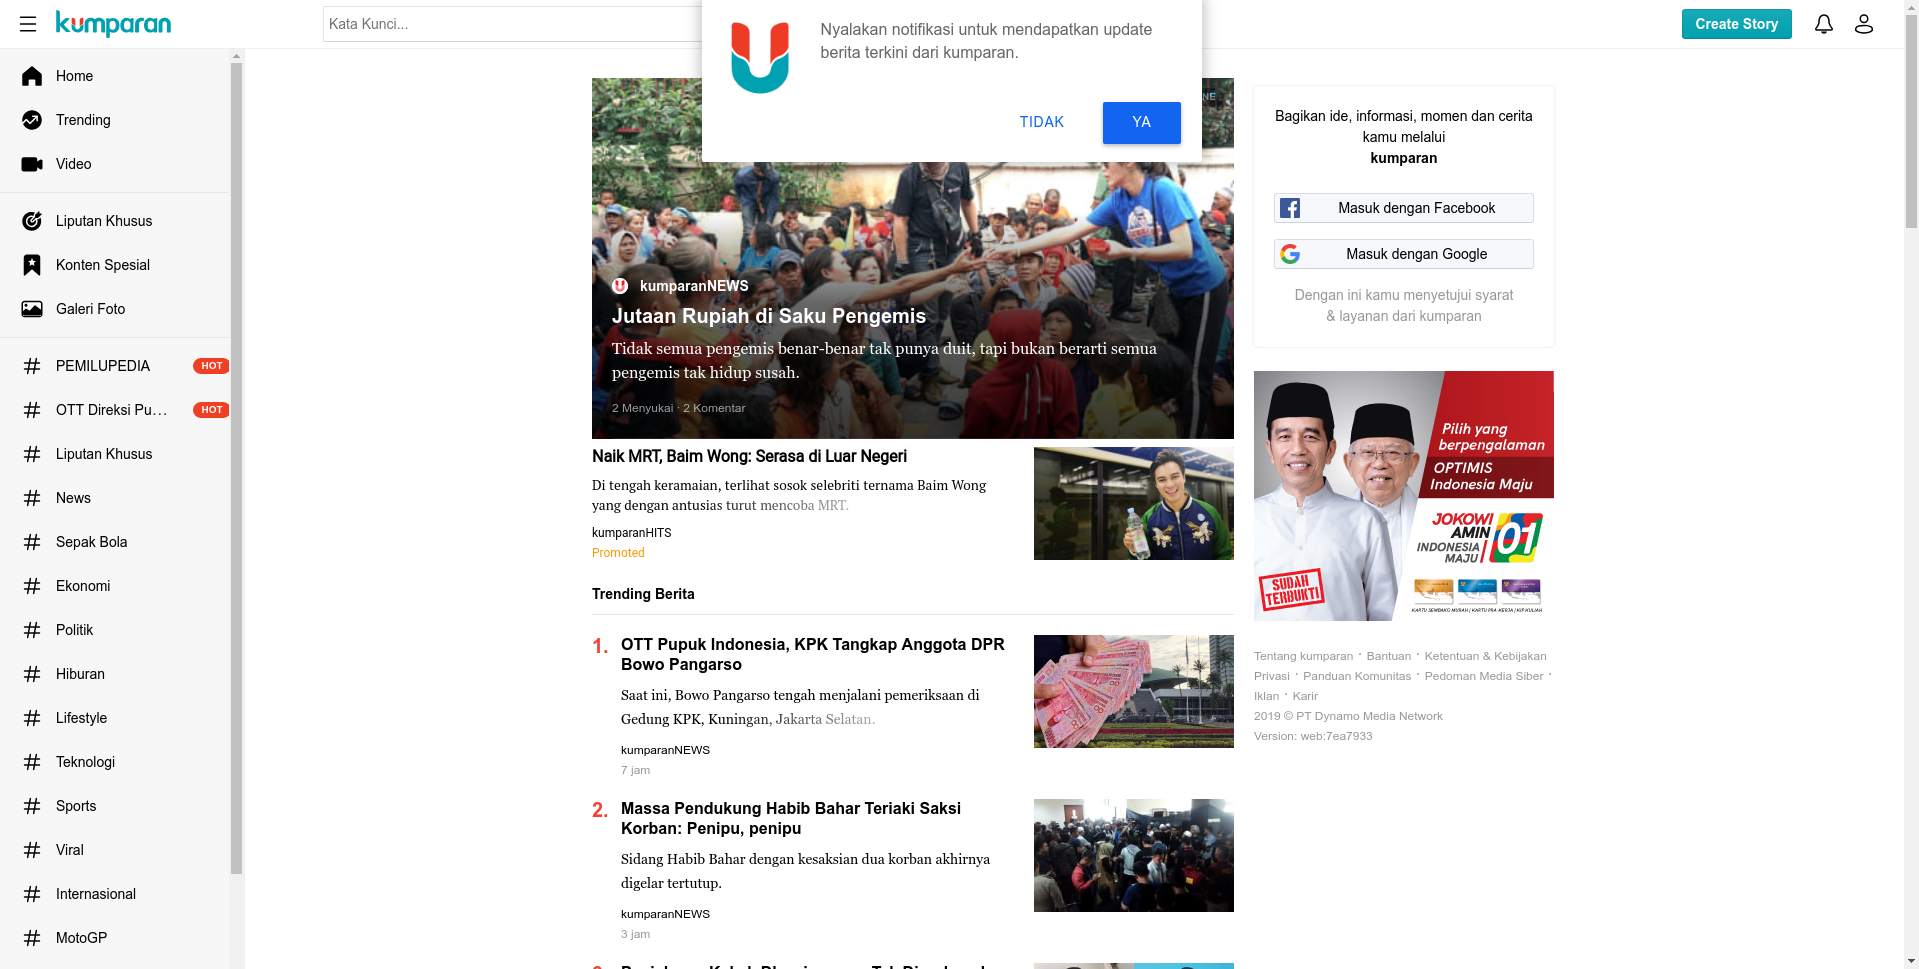 kumparan
Kata Kunci...
Nyalakan notifikasi untuk mendapatkan update
berita terkini dari kumparan.
TIDAK
YA
Create Story
Home
Trending
Video
Liputan Khusus
Konten Spesial
Galeri Foto
PEMILUPEDIA
HOT
OTT Direksi Pu...
HOT
Liputan Khusus
News
Sepak Bola
Ekonomi
Politik
Hiburan
Lifestyle
Teknologi
Sports
Viral
Internasional
MotoGP
NE
kumparanNEWS
Jutaan Rupiah di Saku Pengemis
Tidak semua pengemis benar-benar tak punya duit, tapi bukan berarti semua
pengemis tak hidup susah.
2 Menyukai · 2 Komentar
Naik MRT, Baim Wong: Serasa di Luar Negeri
Di tengah keramaian, terlihat sosok selebriti ternama Baim Wong
yang dengan antusias turut mencoba MRT.
kumparanHITS
Promoted
Trending Berita
1. OTT Pupuk Indonesia, KPK Tangkap Anggota DPR
Bowo Pangarso
Saat ini, Bowo Pangarso tengah menjalani pemeriksaan di
Gedung KPK, Kuningan, Jakarta Selatan.
kumparanNEWS
7 jam
2. Massa Pendukung Habib Bahar Teriaki Saksi
Korban: Penipu, penipu
Sidang Habib Bahar dengan kesaksian dua korban akhirnya
digelar tertutup.
kumparanNEWS
3 jam
Bagikan ide, informasi, momen dan cerita
kamu melalui
kumparan
Masuk dengan Facebook
Masuk dengan Google
Dengan ini kamu menyetujui syarat
& layanan dari kumparan
Pilih yang
berpengalaman
OPTIMIS
Indonesia Maju
JOKOWI
AMIN
INDONESIA
MAJU
01
SUDAH
TERBUKTI
KARTU SEMBAKO MURAH | KARTU PRA-KERJA | KIP KULIAH
Tentang kumparan · Bantuan · Ketentuan & Kebijakan
Privasi · Panduan Komunitas · Pedoman Media Siber ·
Iklan · Karir
2019 © PT Dynamo Media Network
Version: web:7ea7933